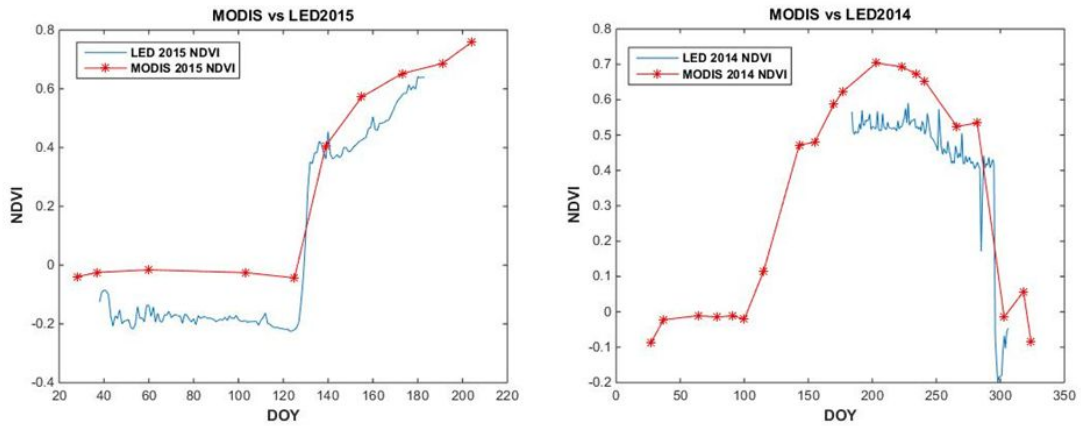 MODIS vs LED2015
0.8
LED 2015 NDVI
MODIS 2015 NDVI
0.6
0.4
0.2
0
-0.2
-0.4
NDVI
20 40 60 80 100 120 140 160 180 200 220
DOY
MODIS vs LED2014
0.8
LED 2014 NDVI
MODIS 2014 NDVI
0.7
0.6
0.5
0.4
0.3
0.2
0.1
0
-0.1
-0.2
NDVI
0 50 100 150 200 250 300 350
DOY